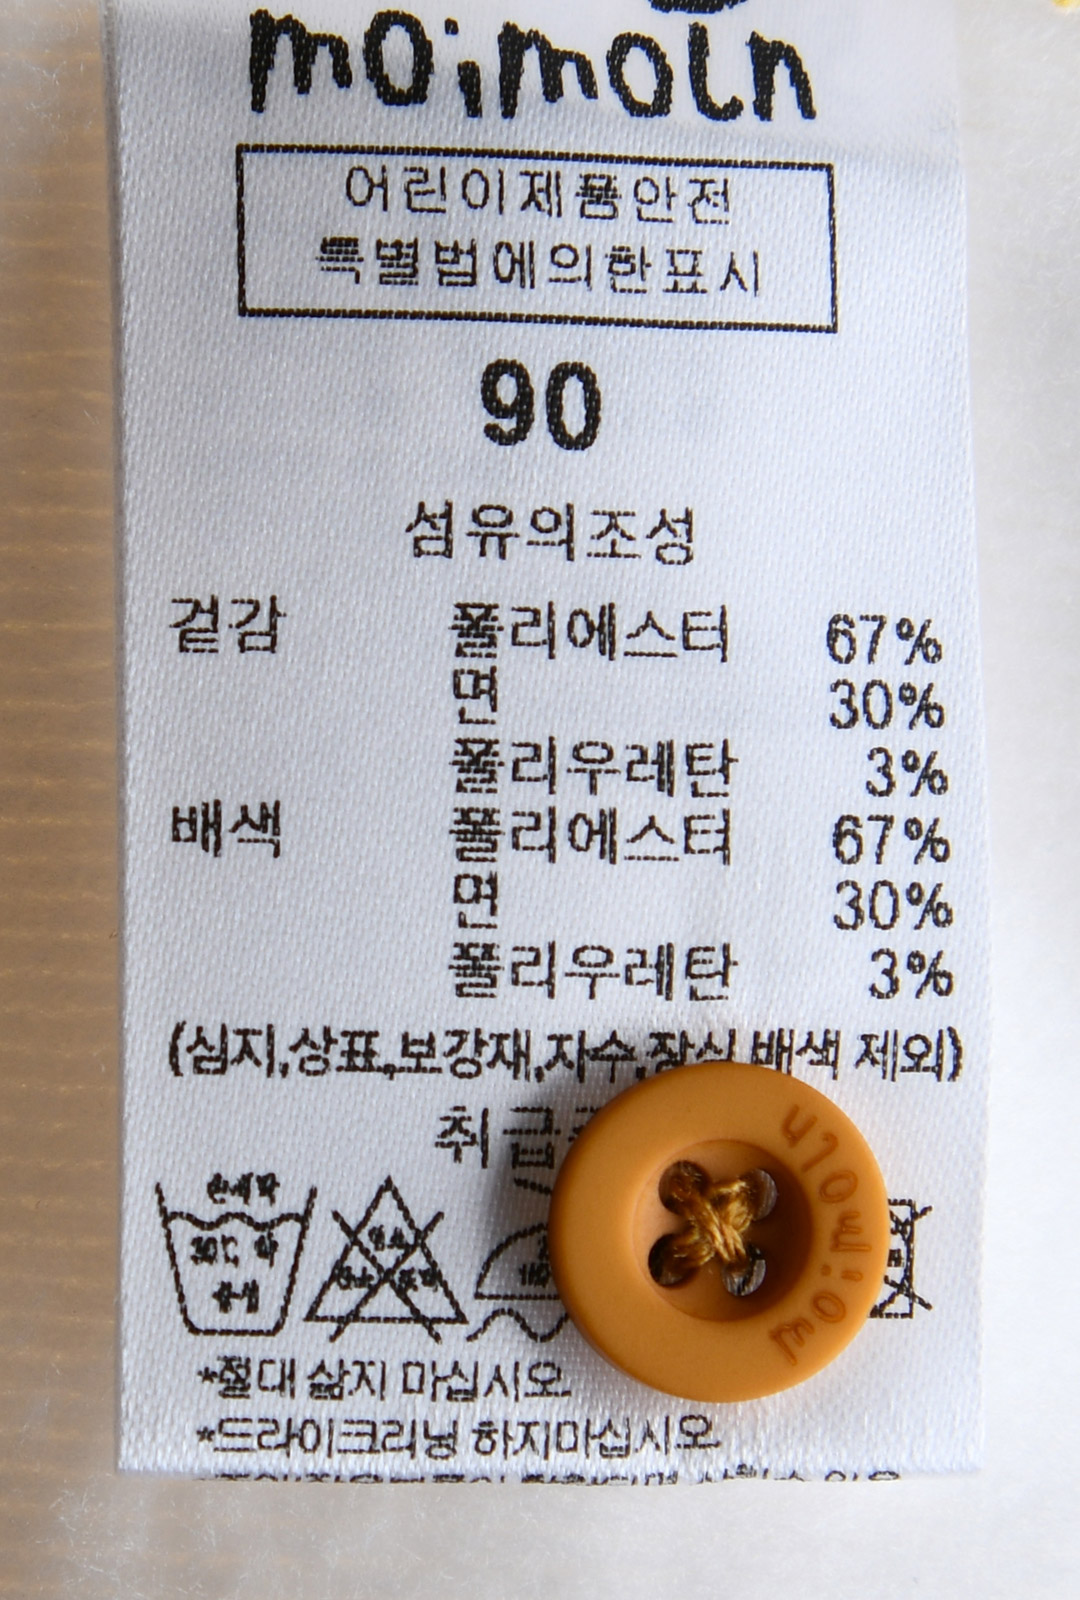 moimoln
어린이제품안전
특별법에의한표시
90
섬유의조성
겉감 폴리에스터 67%
면 30%
폴리우레탄 3%
배색 폴리에스터 67%
면 30%
폴리우레탄 3%
(심지,상표,보강재,자수,장식 배색 제외)
취급
손세탁
30℃ 약
중성
*절대 삶지 마십시오.
*드라이크리닝 하지마십시오
moimoln